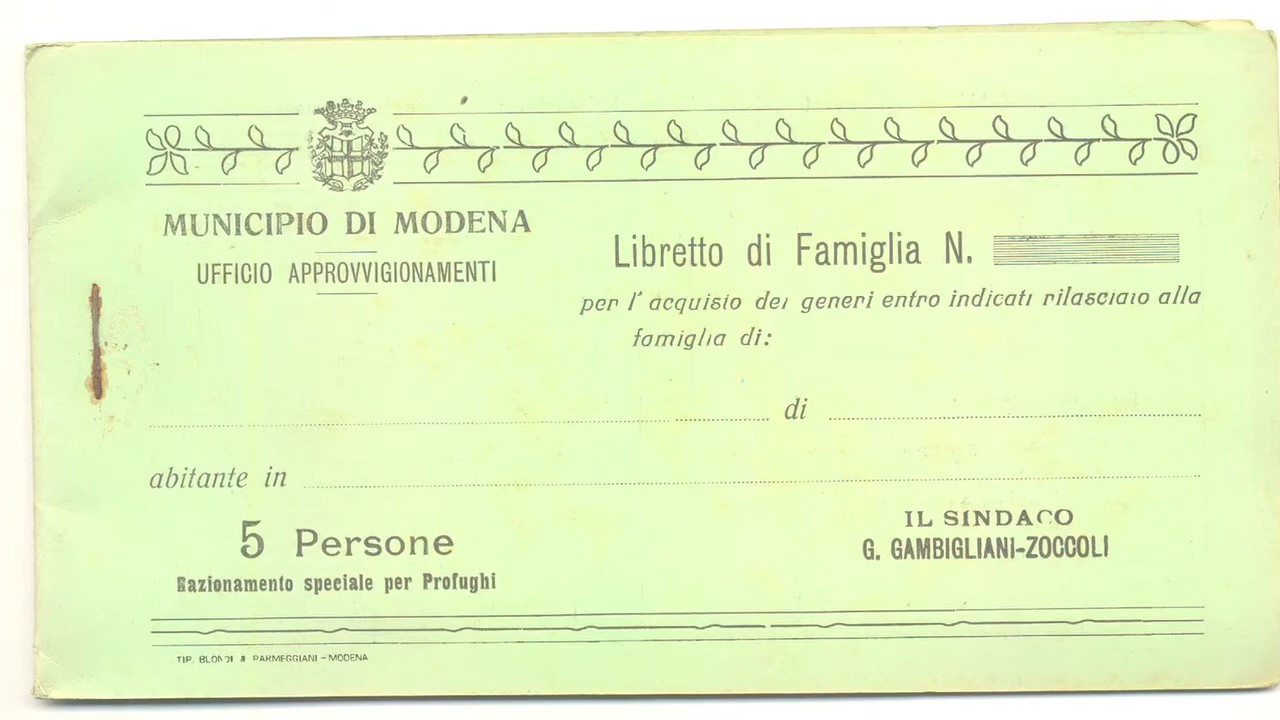 MUNICIPIO DI MODENA
UFFICIO APPROVVIGIONAMENTI
Libretto di Famiglia N.
per l'acquisto dei generi entro indicati rilasciato alla
famiglia di:
di
abitante in
5 Persone
Razionamento speciale per Profughi
IL SINDACO
G. GAMBIGLIANI-ZOCCOLI
TIP. BLONDI & PARMEGGIANI - MODENA